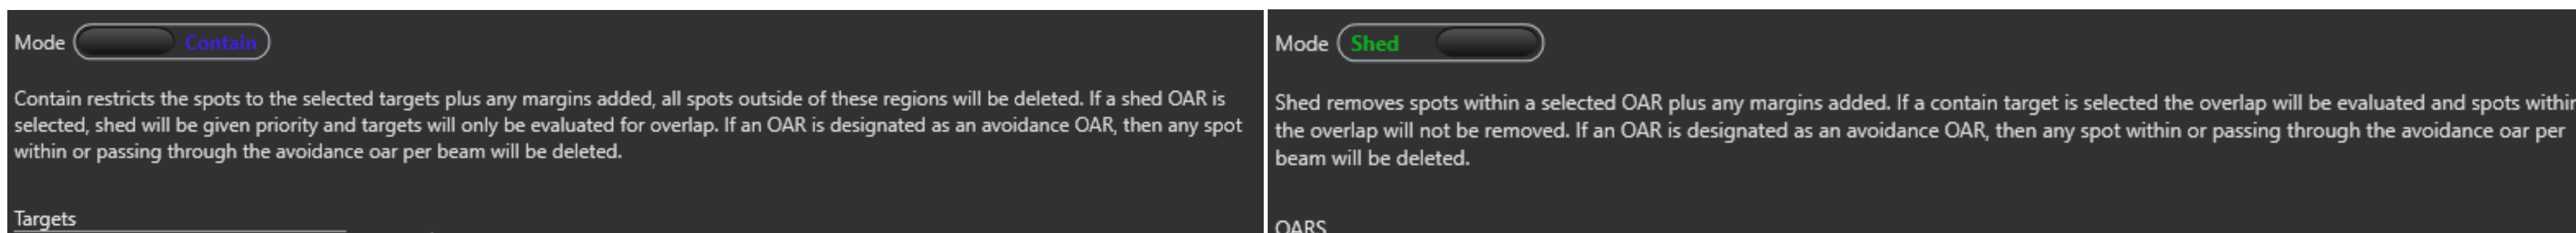 Mode Contain
Contain restricts the spots to the selected targets plus any margins added, all spots outside of these regions will be deleted. If a shed OAR is
selected, shed will be given priority and targets will only be evaluated for overlap. If an OAR is designated as an avoidance OAR, then any spot
within or passing through the avoidance oar per beam will be deleted.
Targets
Mode Shed
Shed removes spots within a selected OAR plus any margins added. If a contain target is selected the overlap will be evaluated and spots within
the overlap will not be removed. If an OAR is designated as an avoidance OAR, then any spot within or passing through the avoidance oar per
beam will be deleted.
OARS